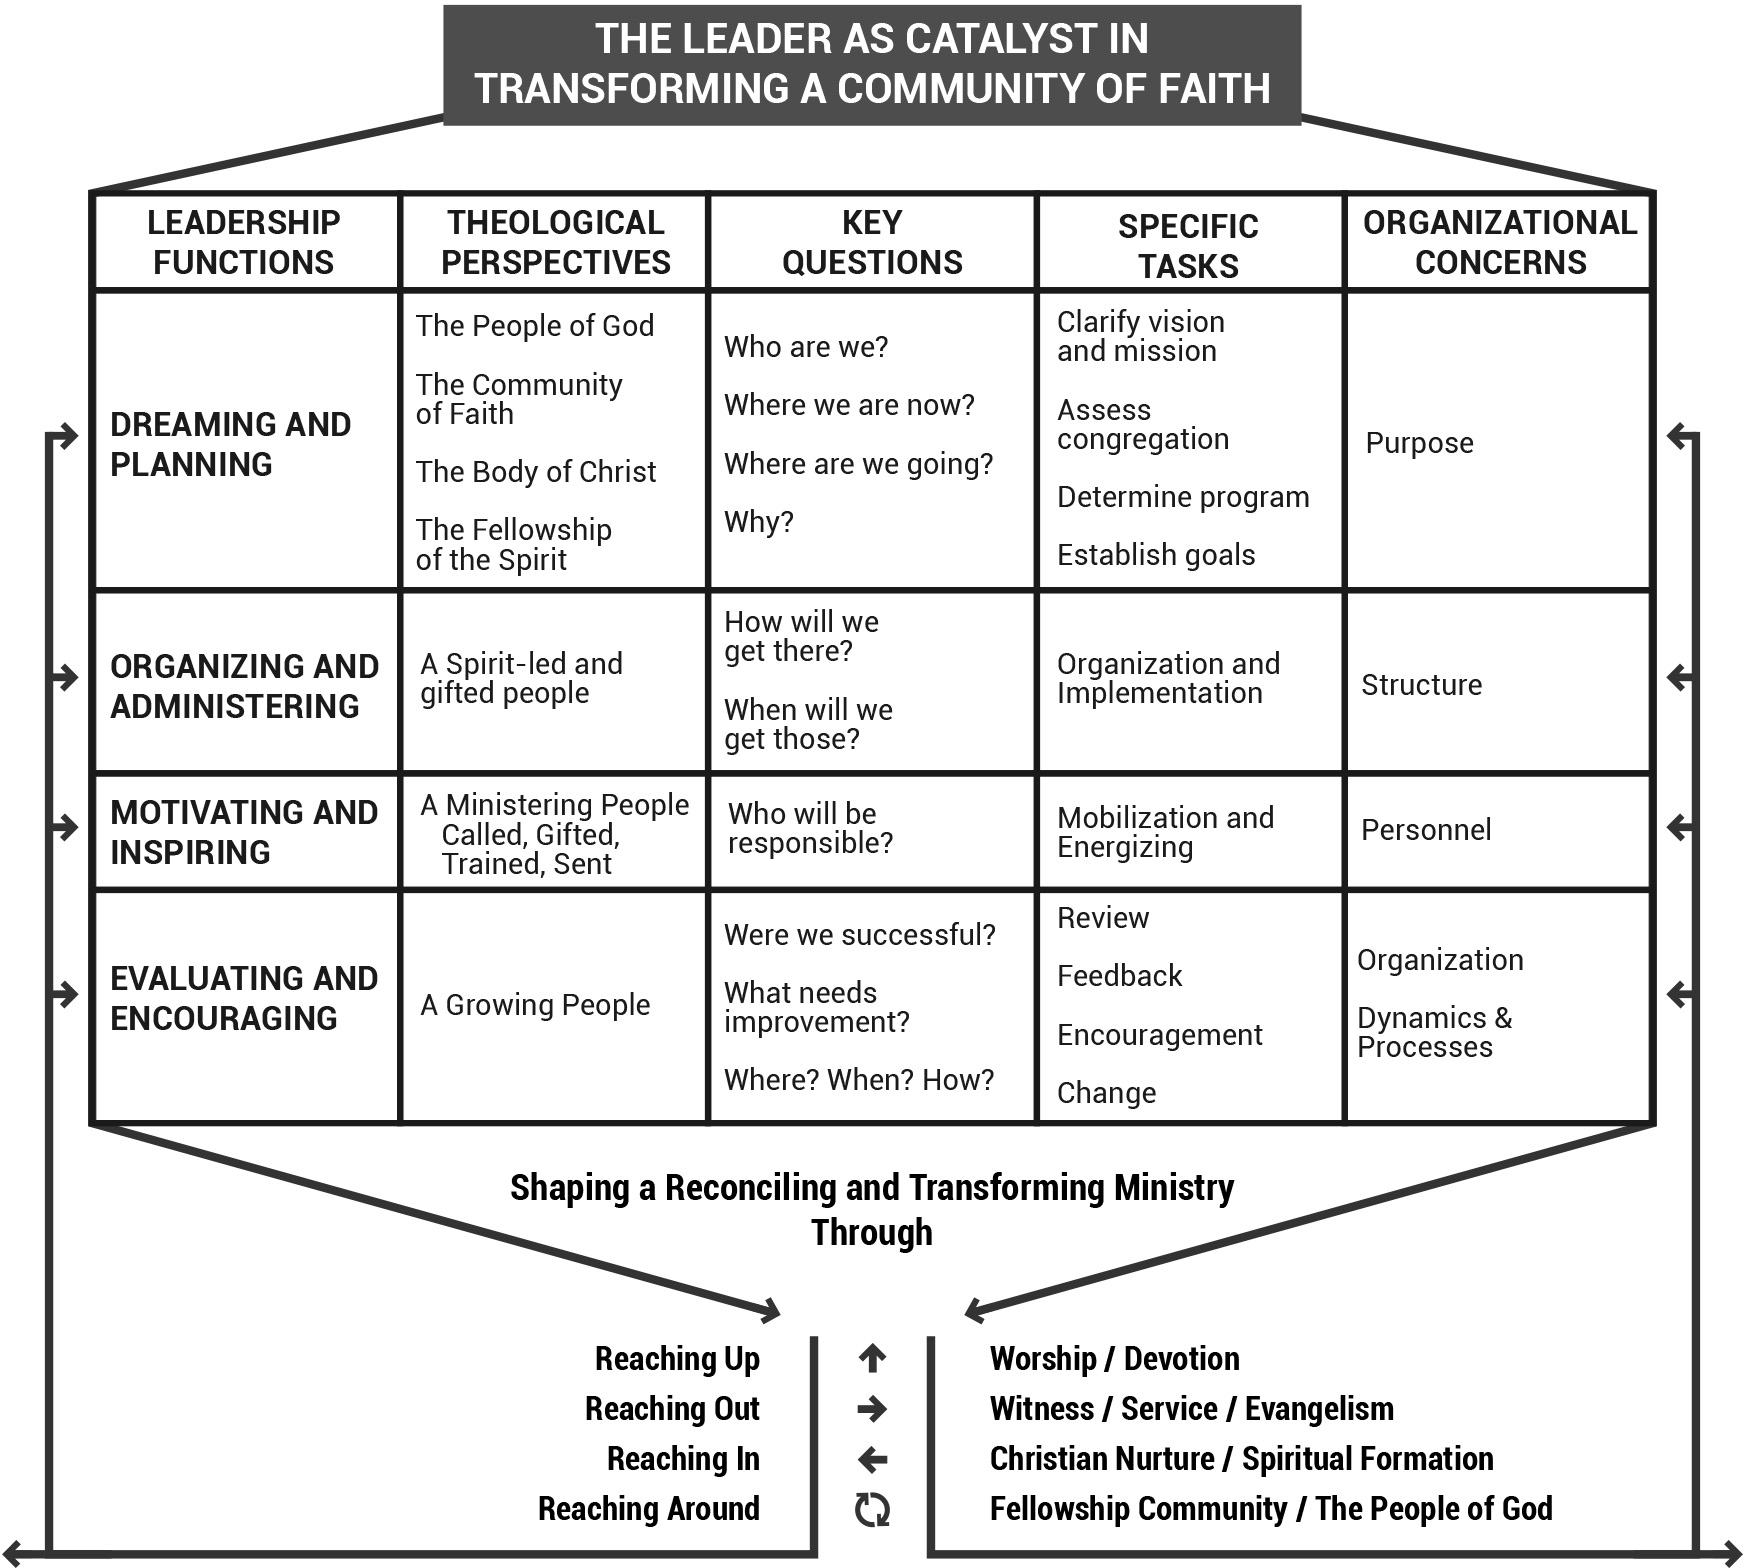 THE LEADER AS CATALYST IN
TRANSFORMING A COMMUNITY OF FAITH
LEADERSHIP
FUNCTIONS
THEOLOGICAL
PERSPECTIVES
KEY
QUESTIONS
SPECIFIC
TASKS
ORGANIZATIONAL
CONCERNS
DREAMING AND
PLANNING
The People of God
The Community
of Faith
The Body of Christ
The Fellowship
of the Spirit
Who are we?
Where we are now?
Where are we going?
Why?
Clarify vision
and mission
Assess
congregation
Determine program
Establish goals
Purpose
ORGANIZING AND
ADMINISTERING
A Spirit-led and
gifted people
How will we
get there?
When will we
get those?
Organization and
Implementation
Structure
MOTIVATING AND
INSPIRING
A Ministering People
Called, Gifted,
Trained, Sent
Who will be
responsible?
Mobilization and
Energizing
Personnel
EVALUATING AND
ENCOURAGING
A Growing People
Were we successful?
What needs
improvement?
Where? When? How?
Review
Feedback
Encouragement
Change
Organization
Dynamics &
Processes
Shaping a Reconciling and Transforming Ministry
Through
Reaching Up
Worship / Devotion
Reaching Out
Witness / Service / Evangelism
Reaching In
Christian Nurture / Spiritual Formation
Reaching Around
Fellowship Community / The People of God